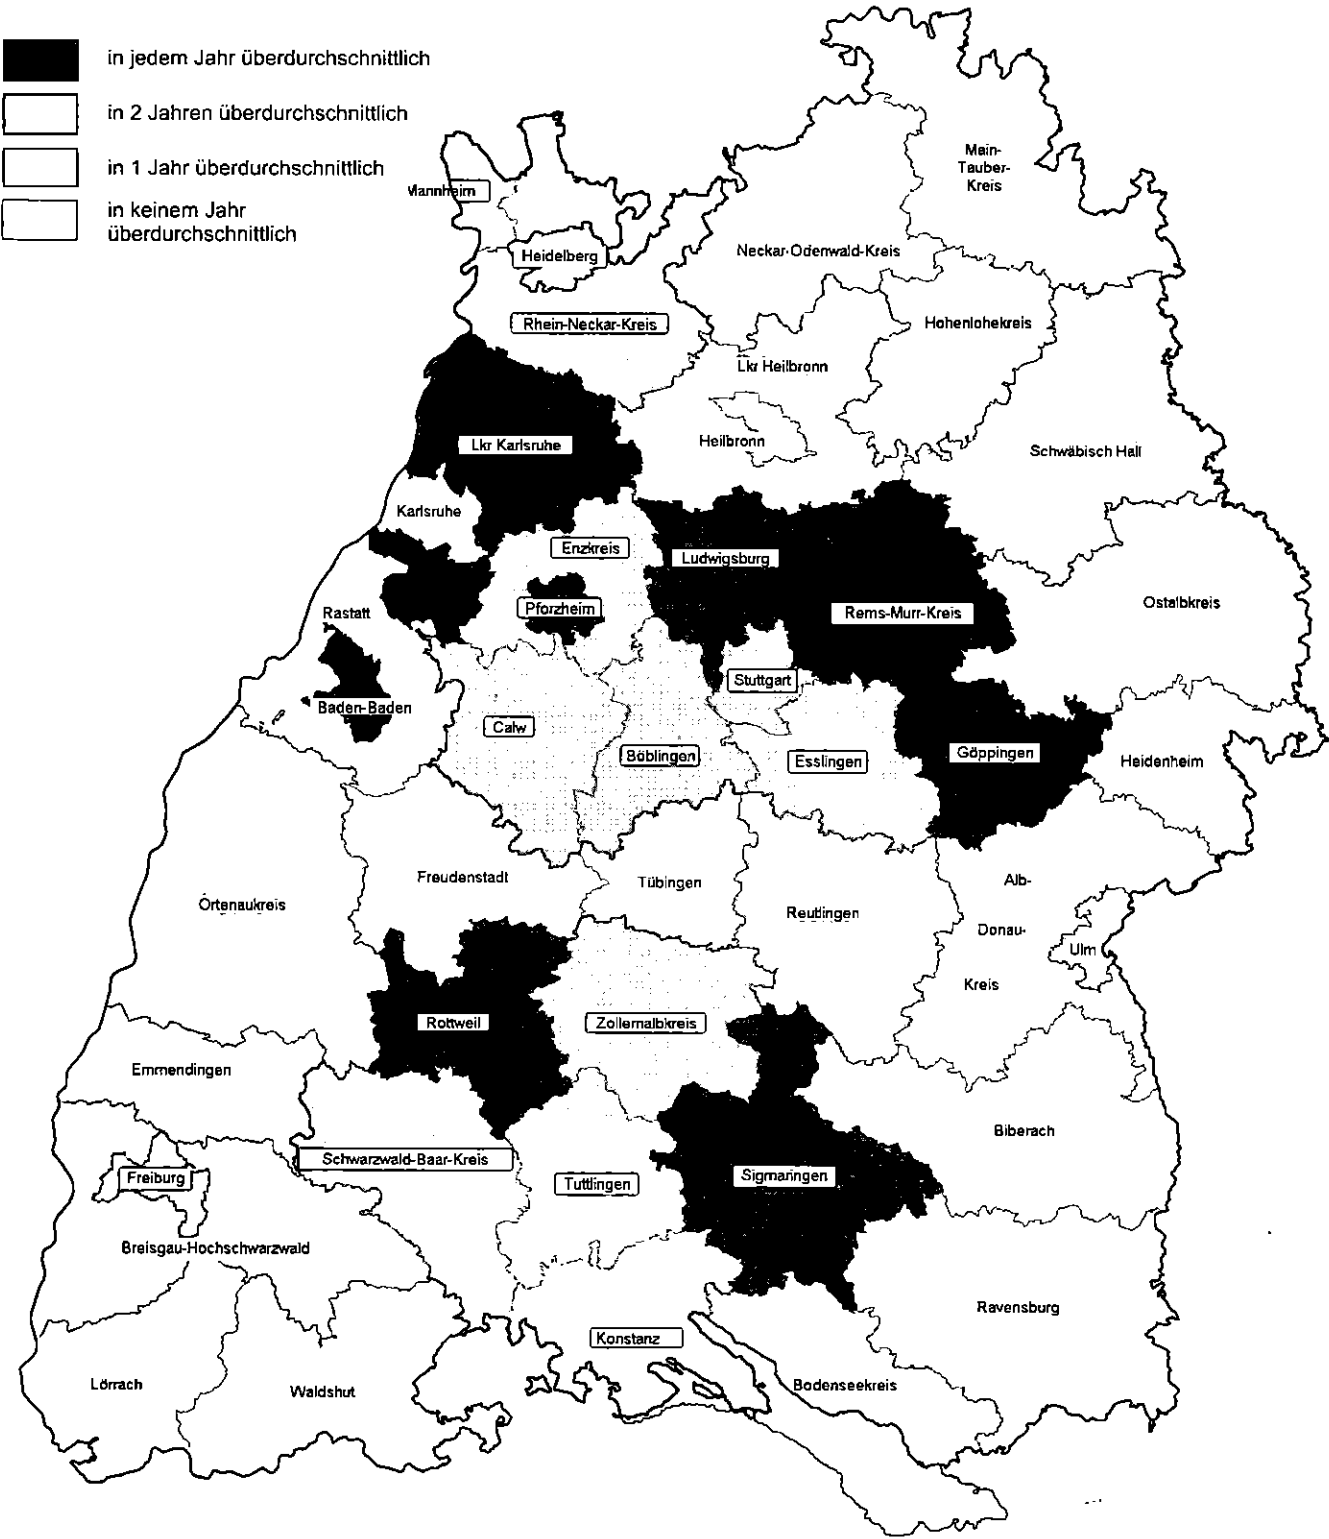 in jedem Jahr überdurchschnittlich
in 2 Jahren überdurchschnittlich
in 1 Jahr überdurchschnittlich
in keinem Jahr
überdurchschnittlich
Main-
Tauber-
Kreis
Mannheim
Neckar-Odenwald-Kreis
Heidelberg
Rhein-Neckar-Kreis
Hohenlohekreis
Lkr Heilbronn
Heilbronn
Lkr Karlsruhe
Schwäbisch Hall
Karlsruhe
Enzkreis
Ludwigsburg
Ostalbkreis
Pforzheim
Rems-Murr-Kreis
Rastatt
Stuttgart
Baden-Baden
Calw
Böblingen
Esslingen
Göppingen
Heidenheim
Freudenstadt
Tübingen
Alb-
Ortenaukreis
Reutlingen
Donau-
Ulm
Kreis
Rottweil
Zollernalbkreis
Emmendingen
Biberach
Schwarzwald-Baar-Kreis
Freiburg
Tuttlingen
Sigmaringen
Breisgau-Hochschwarzwald
Ravensburg
Konstanz
Lörrach
Waldshut
Bodenseekreis